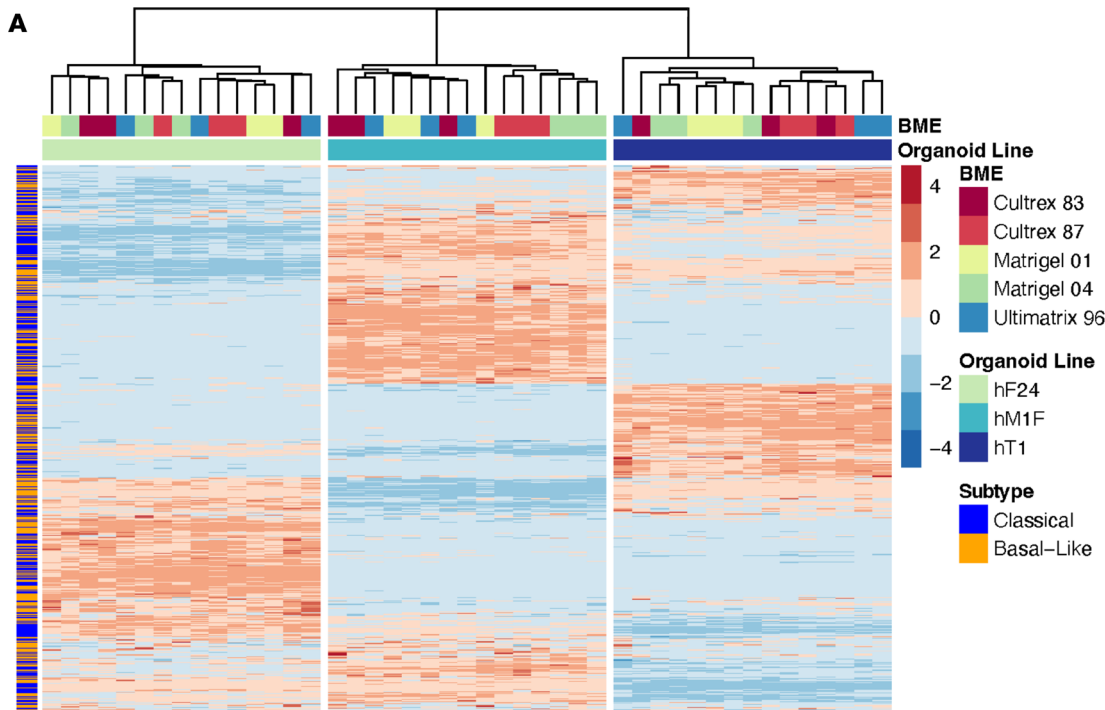 A
BME
Organoid Line
4
2
0
−2
−4
BME
Cultrex 83
Cultrex 87
Matrigel 01
Matrigel 04
Ultimatrix 96
Organoid Line
hF24
hM1F
hT1
Subtype
Classical
Basal−Like